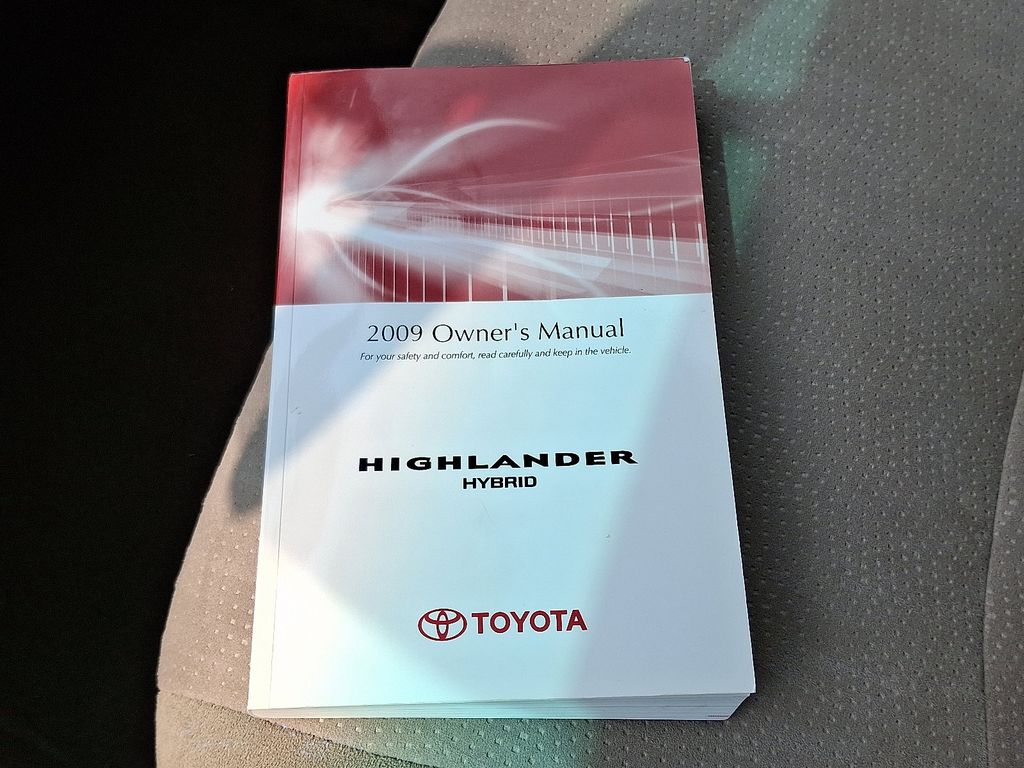 2009 Owner's Manual
For your safety and comfort, read carefully and keep in the vehicle.
HIGHLANDER
HYBRID
TOYOTA